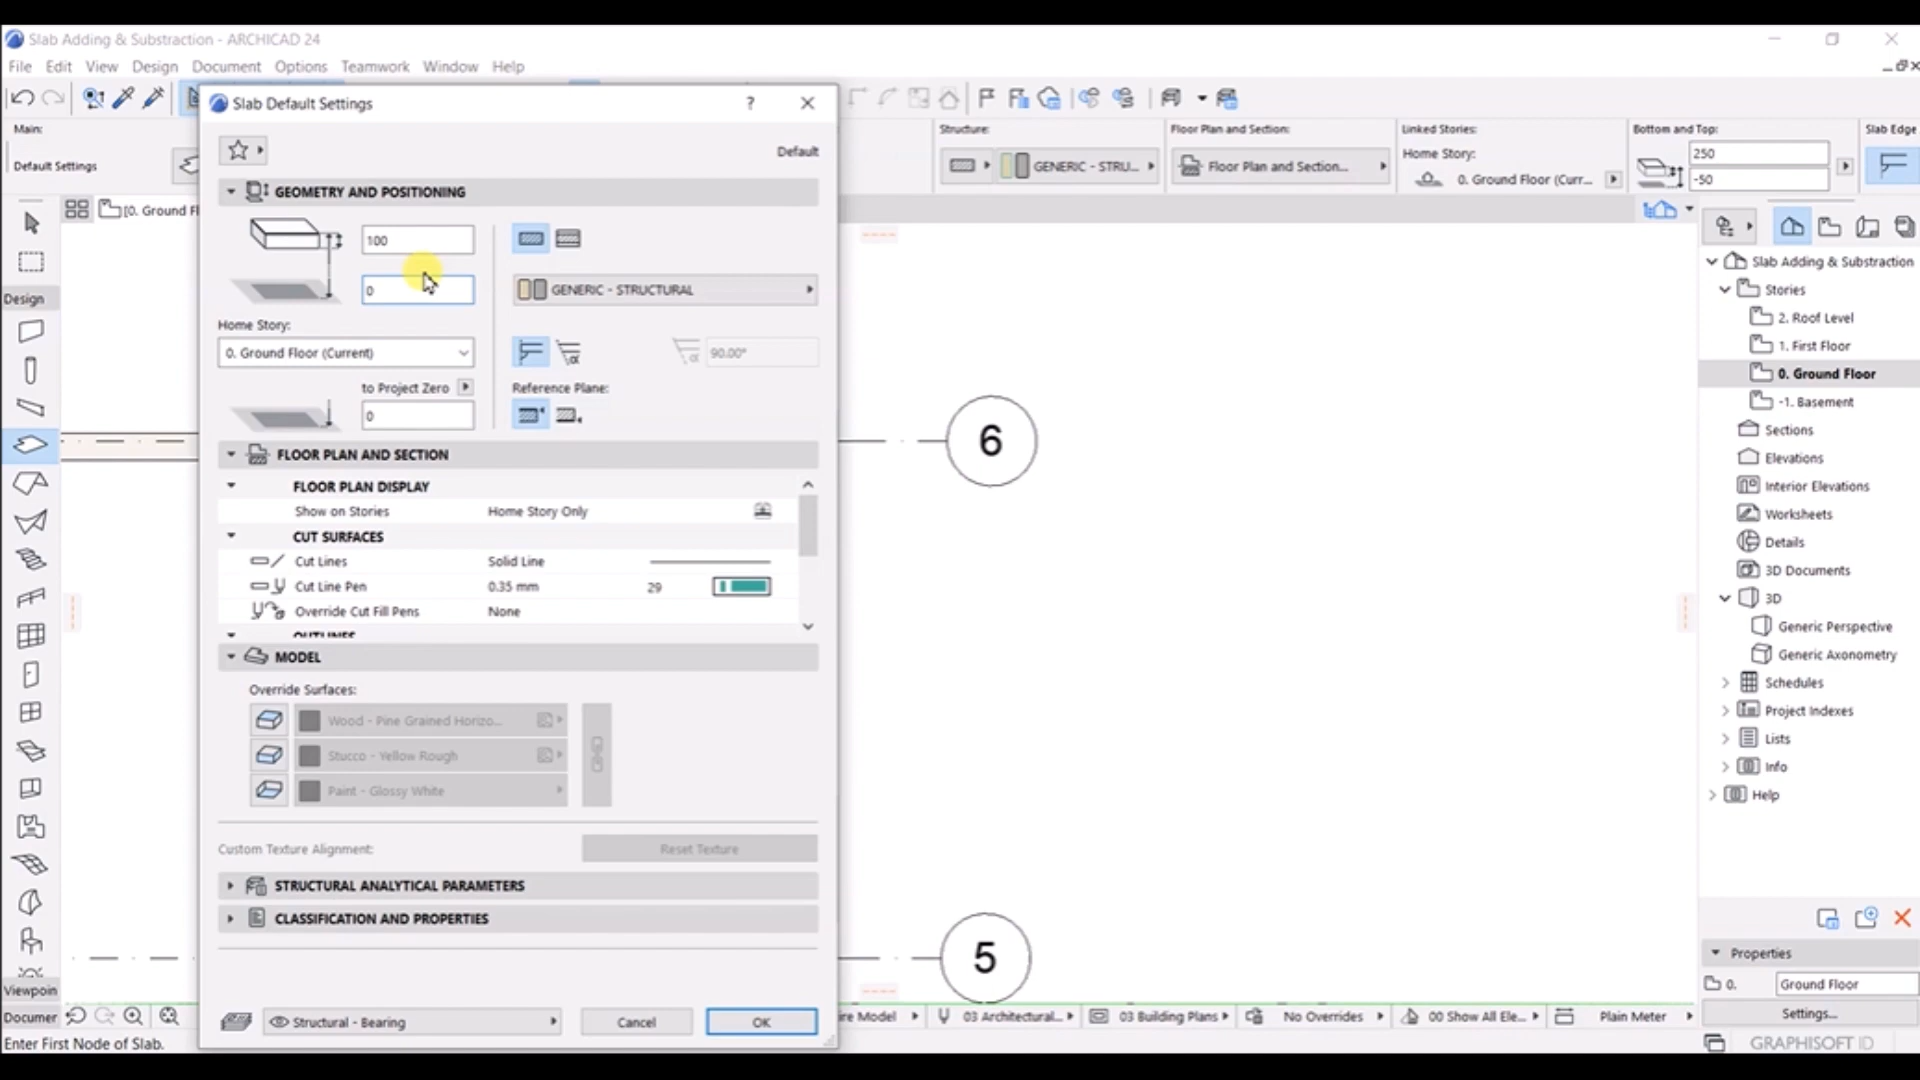 Slab Adding & Substraction - ARCHICAD 24
File Edit View Design Document Options Teamwork Window Help
Main:
Default Settings
Structure:
GENERIC - STRU...
Floor Plan and Section:
Floor Plan and Section...
Linked Stories:
Home Story:
0. Ground Floor (Curr...
Bottom and Top:
250
-50
Slab Edge
[0. Ground Fl
Design
Viewpoin
Documer
Slab Default Settings
?
Default
GEOMETRY AND POSITIONING
100
0
GENERIC - STRUCTURAL
Home Story:
0. Ground Floor (Current)
90.00°
to Project Zero
0
Reference Plane:
FLOOR PLAN AND SECTION
FLOOR PLAN DISPLAY
Show on Stories Home Story Only
CUT SURFACES
Cut Lines Solid Line
Cut Line Pen 0.35 mm 29
Override Cut Fill Pens None
OUTLINES
MODEL
Override Surfaces:
Wood - Pine Grained Horizo...
Stucco - Yellow Rough
Paint - Glossy White
Custom Texture Alignment: Reset Texture
STRUCTURAL ANALYTICAL PARAMETERS
CLASSIFICATION AND PROPERTIES
Structural - Bearing
Cancel
OK
6
5
Slab Adding & Substraction
Stories
2. Roof Level
1. First Floor
0. Ground Floor
-1. Basement
Sections
Elevations
Interior Elevations
Worksheets
Details
3D Documents
3D
Generic Perspective
Generic Axonometry
Schedules
Project Indexes
Lists
Info
Help
Properties
0. Ground Floor
Settings...
ire Model 03 Architectural... 03 Building Plans No Overrides 00 Show All Ele... Plain Meter
Enter First Node of Slab.
GRAPHISOFT ID